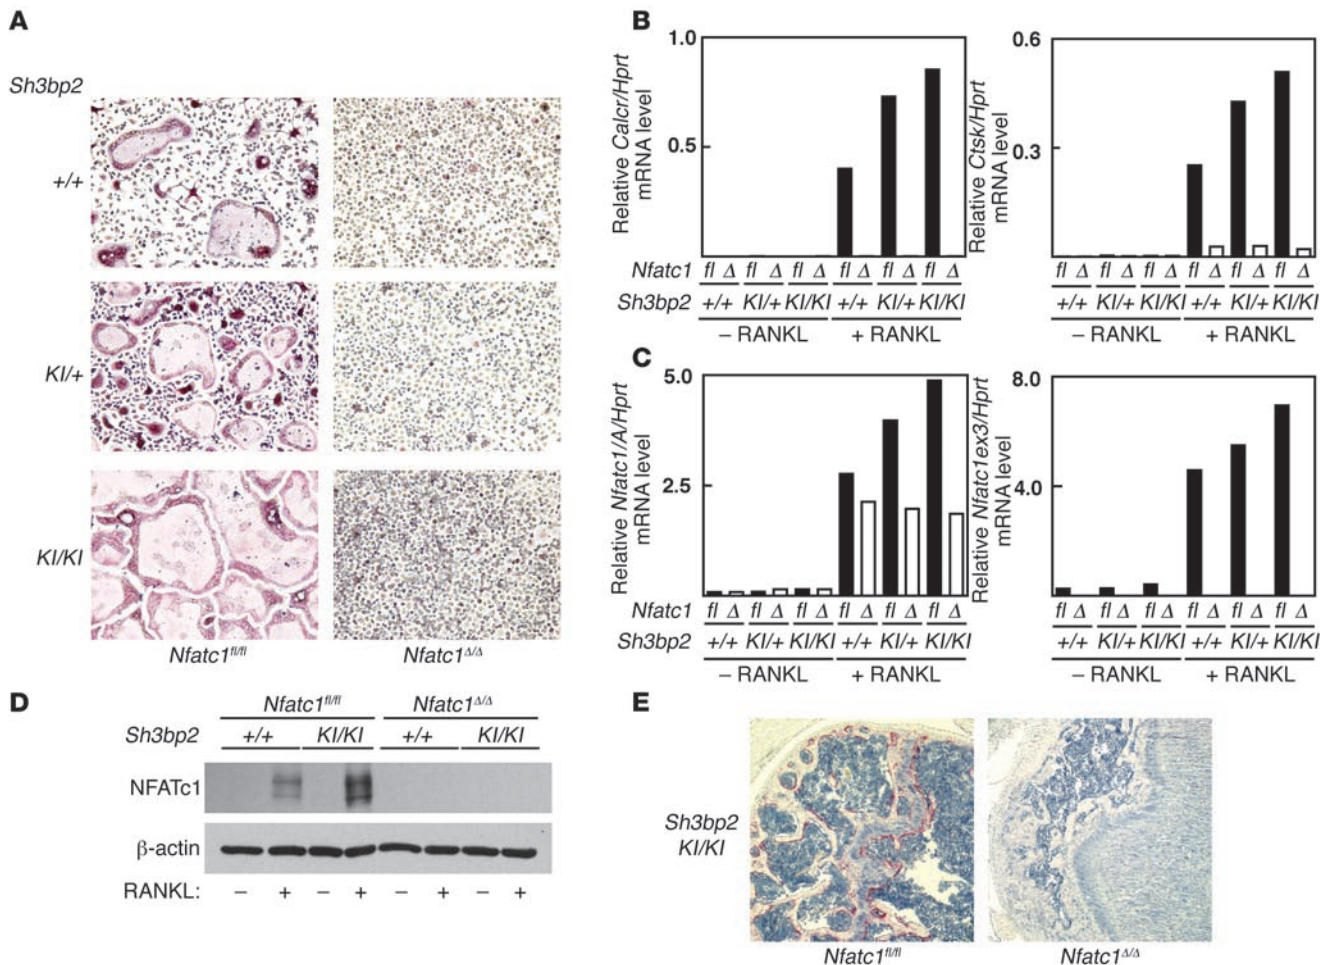 A
Sh3bp2
+/+
KI/+
KI/KI
Nfatc1fl/fl
Nfatc1Δ/Δ
B
Relative Calcr/Hprt
mRNA level
1.0
0.5
Nfatc1 fl Δ fl Δ fl Δ fl Δ fl Δ fl Δ
Sh3bp2 +/+ KI/+ KI/KI +/+ KI/+ KI/KI
– RANKL + RANKL
Relative Ctsk/Hprt
mRNA level
0.6
0.3
fl Δ fl Δ fl Δ fl Δ fl Δ fl Δ
+/+ KI/+ KI/KI +/+ KI/+ KI/KI
– RANKL + RANKL
C
Relative Nfatc1/A/Hprt
mRNA level
5.0
2.5
Nfatc1 fl Δ fl Δ fl Δ fl Δ fl Δ fl Δ
Sh3bp2 +/+ KI/+ KI/KI +/+ KI/+ KI/KI
– RANKL + RANKL
Relative Nfatc1ex3/Hprt
mRNA level
8.0
4.0
fl Δ fl Δ fl Δ fl Δ fl Δ fl Δ
+/+ KI/+ KI/KI +/+ KI/+ KI/KI
– RANKL + RANKL
D
Nfatc1fl/fl Nfatc1Δ/Δ
Sh3bp2 +/+ KI/KI +/+ KI/KI
NFATc1
β-actin
RANKL: – + – + – + – +
E
Sh3bp2
KI/KI
Nfatc1fl/fl
Nfatc1Δ/Δ